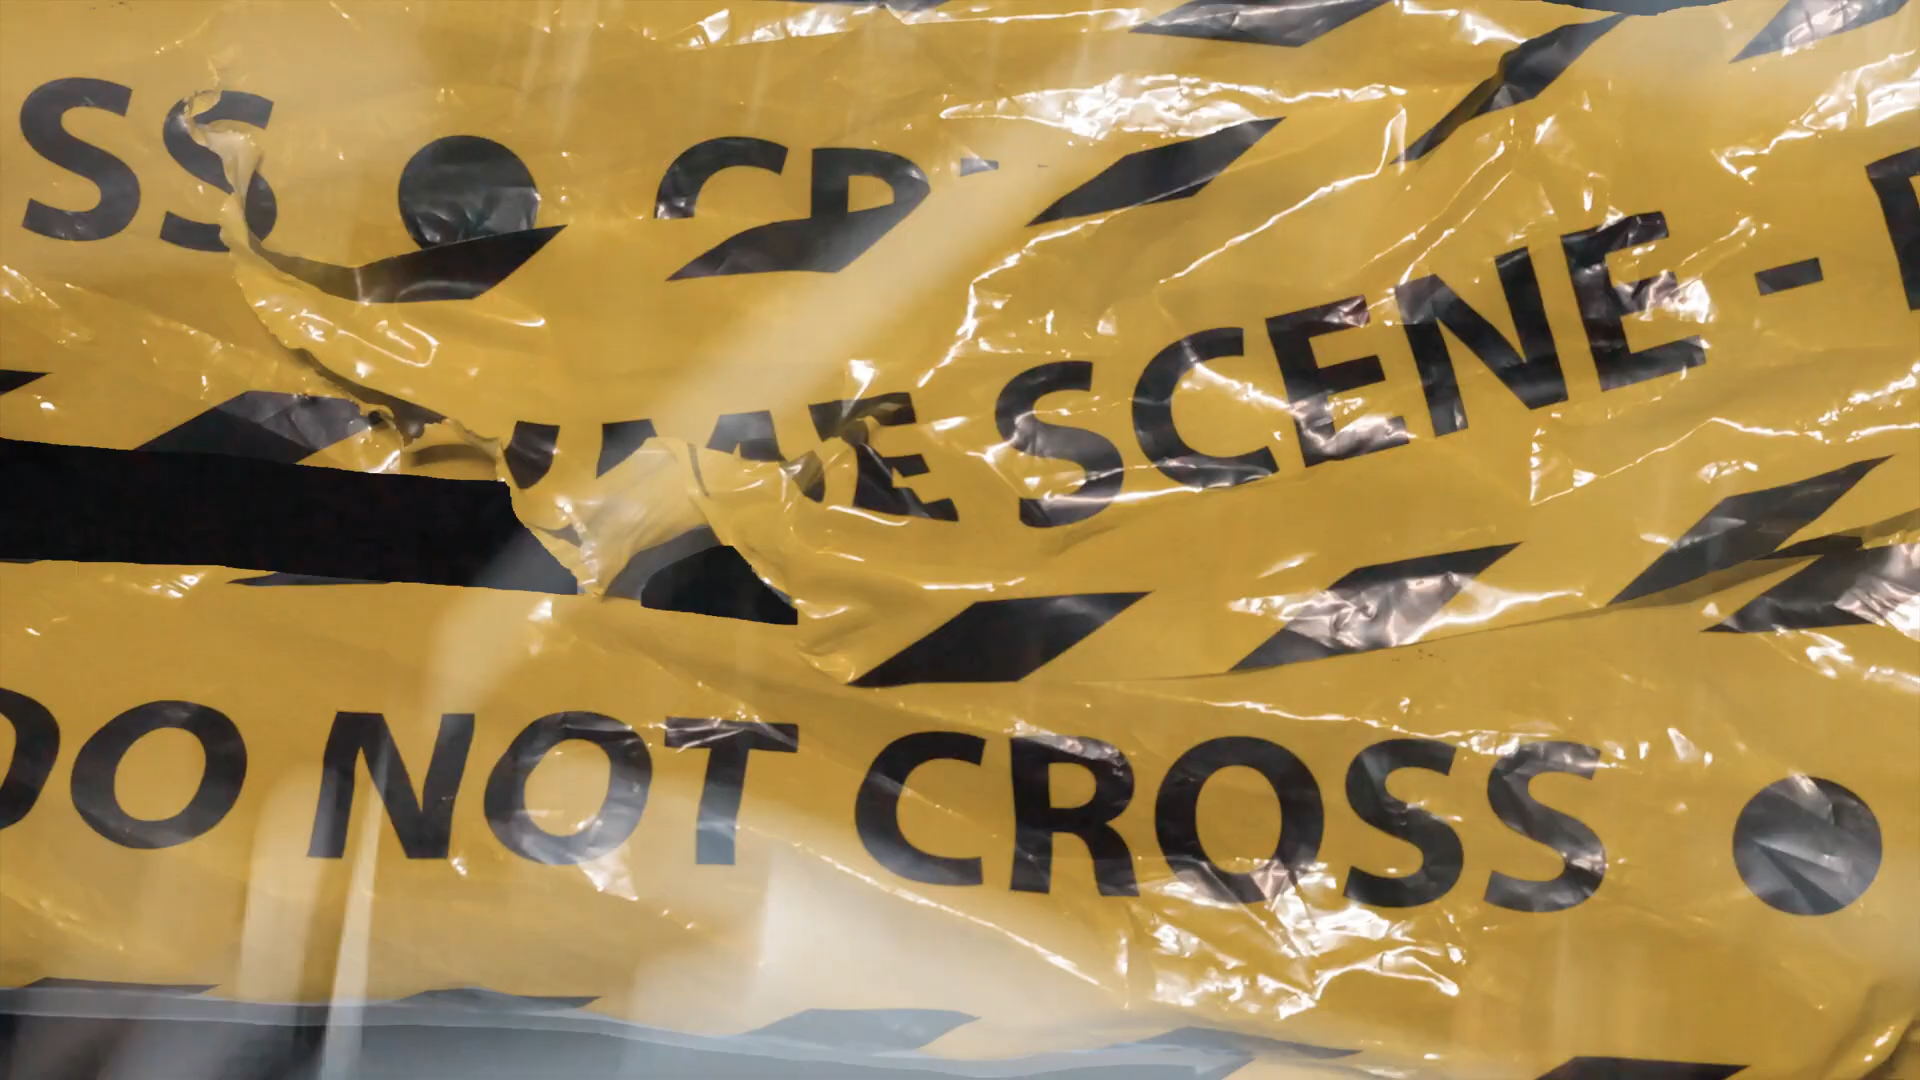 SS ●
SCENE -
DO NOT CROSS ●